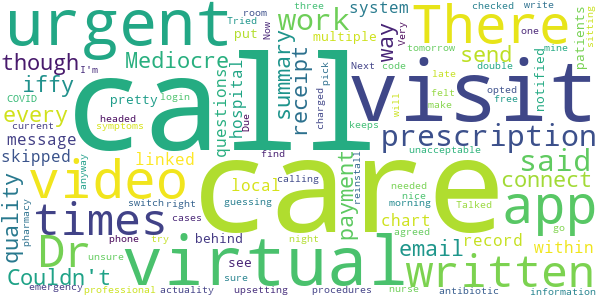 urgent
call
There
visit
care
video
virtual
app
written
times
Dr
Couldn't
work
way
prescription
said
connect
send
system
summary
receipt
hospital
questions
Mediocre
though
iffy
every
message
skipped
quality
linked
local
payment
chart
email
record
within
behind
see
notified
patients
pretty
login
COVID
current
headed
symptoms
I'm
Tried
put
room
Now
three
multiple
tomorrow
Very
checked
write
one
mine
sitting
Next
code
double
late
felt
make
will
opted
free
charged
pick
keeps
Due
find
calling
unacceptable
reinstall
needed
nice
morning
agreed
Talked
go
try
night
nurse
antibiotic
information
procedures
upsetting
sure
actuality
professional
emergency
unsure
phone
cases
switch
right
guessing
anyway
pharmacy